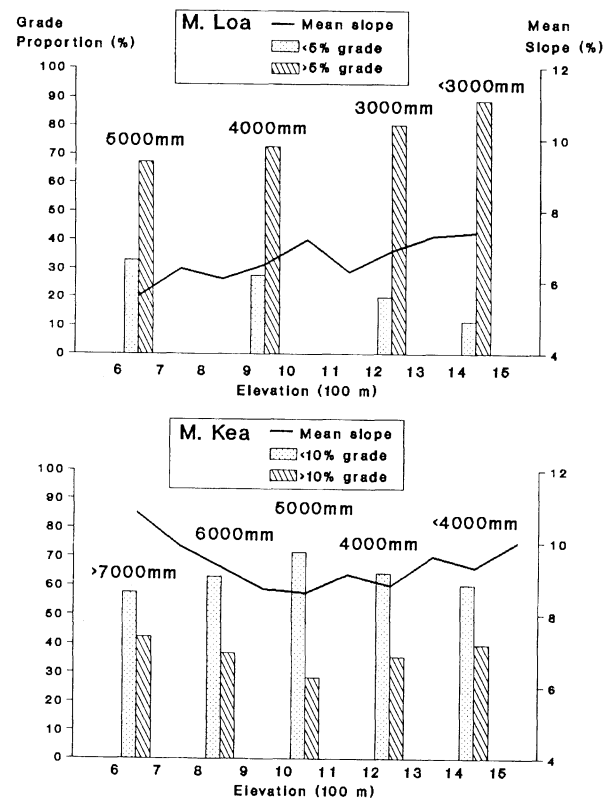 Grade
Proportion (%)
M. Loa
Mean slope
<5% grade
>5% grade
Mean
Slope (%)
100
90
80
70
60
50
40
30
20
10
0
5000mm
4000mm
3000mm
<3000mm
12
10
8
6
4
6 7 8 9 10 11 12 13 14 15
Elevation (100 m)
M. Kea
Mean slope
<10% grade
>10% grade
100
90
80
70
60
50
40
30
20
10
0
>7000mm
6000mm
5000mm
4000mm
<4000mm
12
10
8
6
4
6 7 8 9 10 11 12 13 14 15
Elevation (100 m)